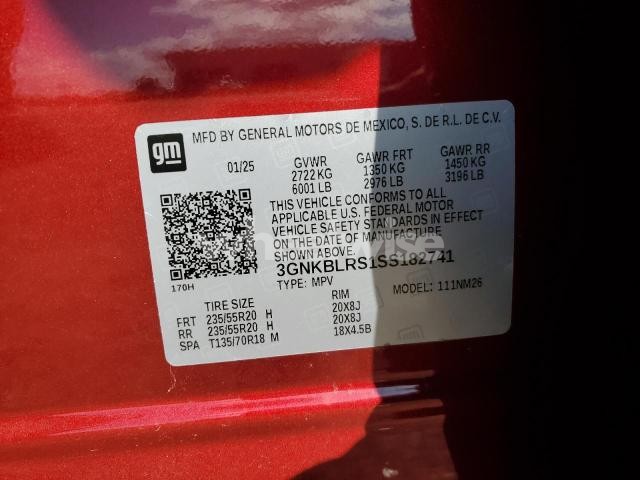 gm
MFD BY GENERAL MOTORS DE MEXICO, S. DE R.L. DE C.V.
01/25 GVWR GAWR FRT GAWR RR
2722 KG 1350 KG 1450 KG
6001 LB 2976 LB 3196 LB
THIS VEHICLE CONFORMS TO ALL
APPLICABLE U.S. FEDERAL MOTOR
VEHICLE SAFETY STANDARDS IN EFFECT
ON THE DATE OF MANUFACTURE
SHOWN ABOVE.
170H
3GNKBLRS1SS182741
TYPE: MPV MODEL: 111NM26
TIRE SIZE RIM
FRT 235/55R20 H 20X8J
RR 235/55R20 H 20X8J
SPA T135/70R18 M 18X4.5B